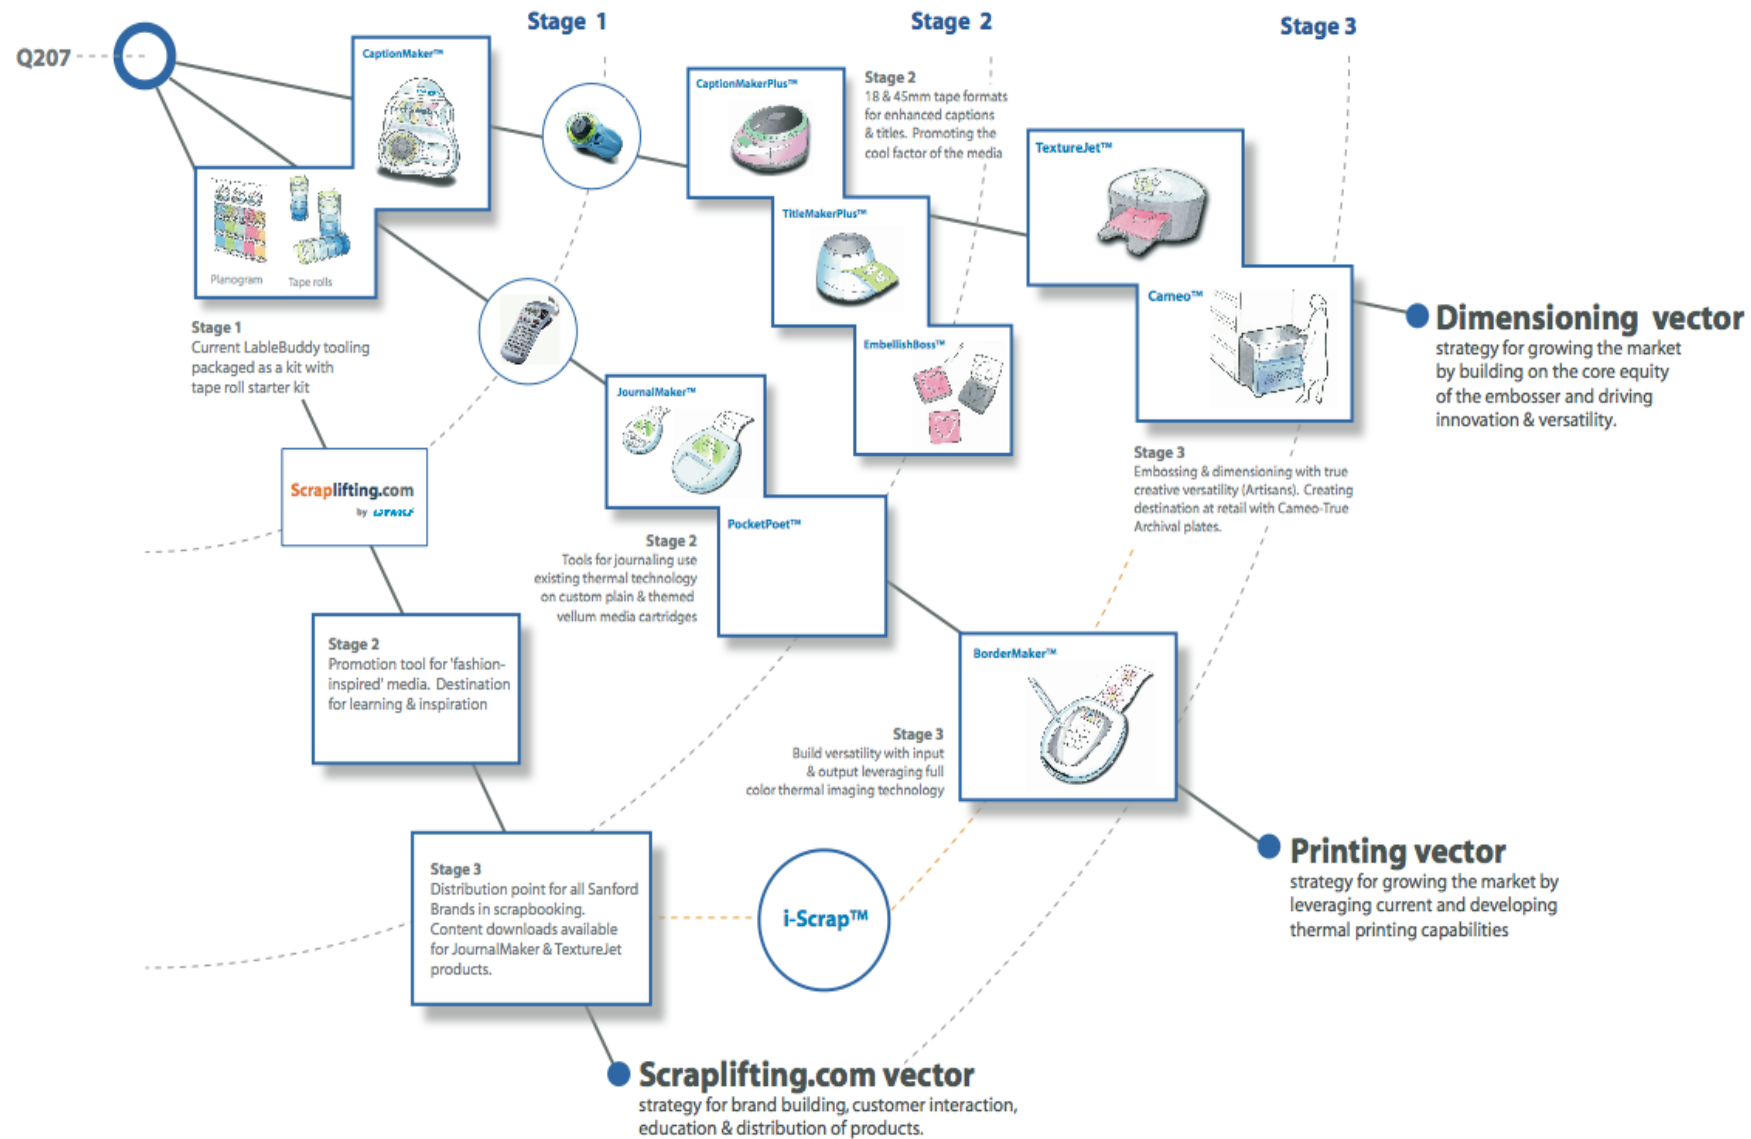 Stage 1
Stage 2
Stage 3
Q207
CaptionMaker™
Planogram
Tape rolls
Stage 1
Current LableBuddy tooling
packaged as a kit with
tape roll starter kit
CaptionMakerPlus™
Stage 2
18 & 45mm tape formats
for enhanced captions
& titles. Promoting the
cool factor of the media
TitleMakerPlus™
EmbellishBoss™
TextureJet™
Cameo™
Stage 3
Embossing & dimensioning with true
creative versatility (Artisans). Creating
destination at retail with Cameo-True
Archival plates.
Dimensioning vector
strategy for growing the market
by building on the core equity
of the embosser and driving
innovation & versatility.
JournalMaker™
PocketPoet™
Stage 2
Tools for journaling use
existing thermal technology
on custom plain & themed
vellum media cartridges
BorderMaker™
Stage 3
Build versatility with input
& output leveraging full
color thermal imaging technology
Printing vector
strategy for growing the market by
leveraging current and developing
thermal printing capabilities
Scraplifting.com
by
Stage 2
Promotion tool for 'fashion-
inspired' media. Destination
for learning & inspiration
Stage 3
Distribution point for all Sanford
Brands in scrapbooking.
Content downloads available
for JournalMaker & TextureJet
products.
i-Scrap™
Scraplifting.com vector
strategy for brand building, customer interaction,
education & distribution of products.